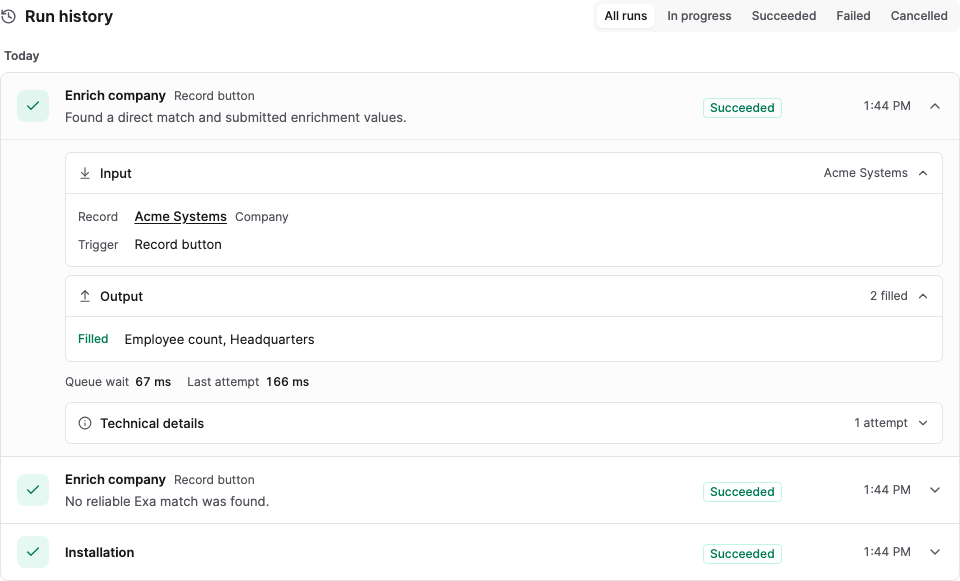 Run history
All runs In progress Succeeded Failed Cancelled
Today
Enrich company Record button
Found a direct match and submitted enrichment values.
Succeeded
1:44 PM
Input
Acme Systems
Record Acme Systems Company
Trigger Record button
Output
2 filled
Filled Employee count, Headquarters
Queue wait 67 ms Last attempt 166 ms
Technical details
1 attempt
Enrich company Record button
No reliable Exa match was found.
Succeeded
1:44 PM
Installation
Succeeded
1:44 PM